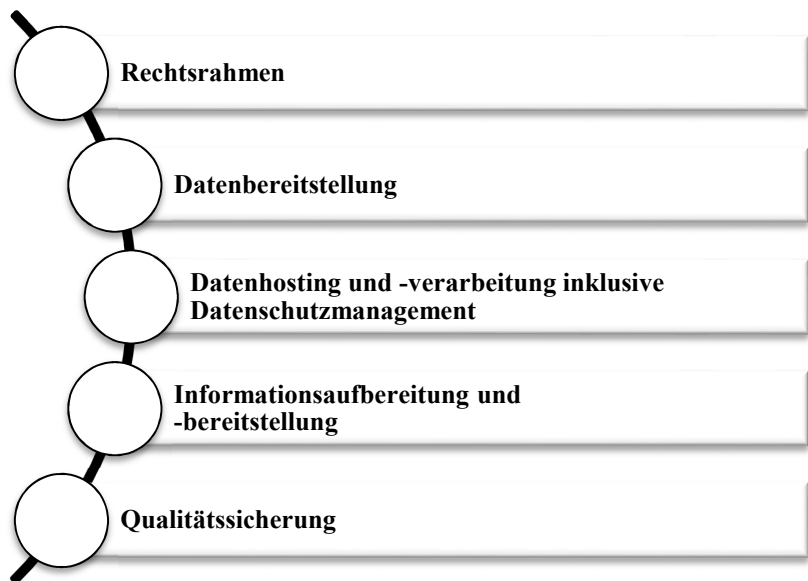 Rechtsrahmen
Datenbereitstellung
Datenhosting und -verarbeitung inklusive
Datenschutzmanagement
Informationsaufbereitung und
-bereitstellung
Qualitätssicherung